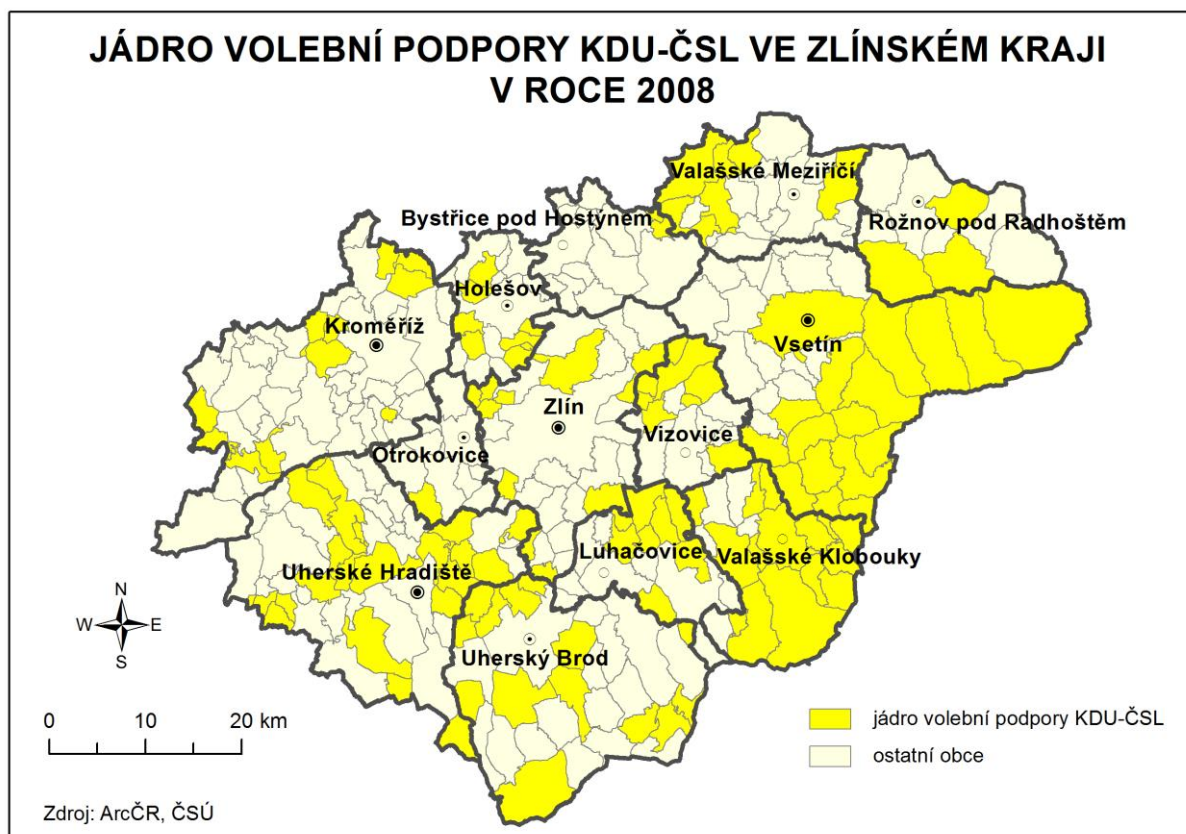 JÁDRO VOLEBNÍ PODPORY KDU-ČSL VE ZLÍNSKÉM KRAJI
V ROCE 2008
Valašské Meziříčí
Bystřice pod Hostýnem
Rožnov pod Radhoštěm
Holešov
Kroměříž
Vsetín
Zlín
Vizovice
Otrokovice
Luhačovice
Valašské Klobouky
Uherské Hradiště
Uherský Brod
N
W E
S
0 10 20 km
jádro volební podpory KDU-ČSL
ostatní obce
Zdroj: ArcČR, ČSÚ